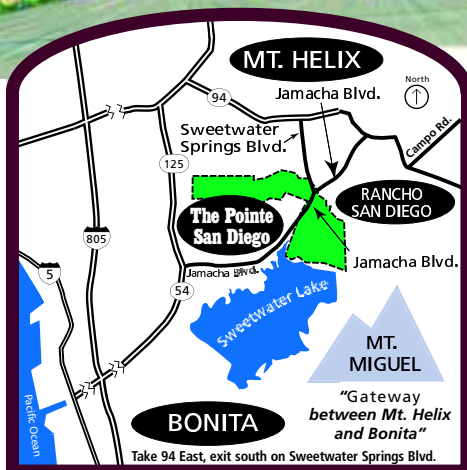 MT. HELIX
North
94
Jamacha Blvd.
Sweetwater
Springs Blvd.
Campo Rd.
125
RANCHO
SAN DIEGO
The Pointe
San Diego
805
Jamacha Blvd.
5
Jamacha Blvd.
54
Sweetwater Lake
MT.
MIGUEL
Pacific Ocean
"Gateway
between Mt. Helix
and Bonita"
BONITA
Take 94 East, exit south on Sweetwater Springs Blvd.